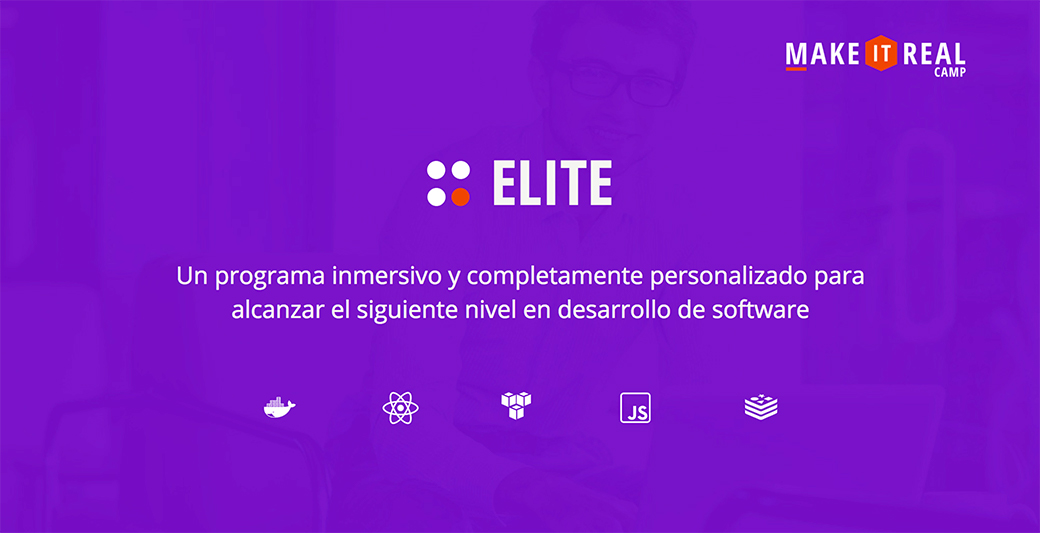 MAKE IT REAL
CAMP
ELITE
Un programa inmersivo y completamente personalizado para
alcanzar el siguiente nivel en desarrollo de software
JS